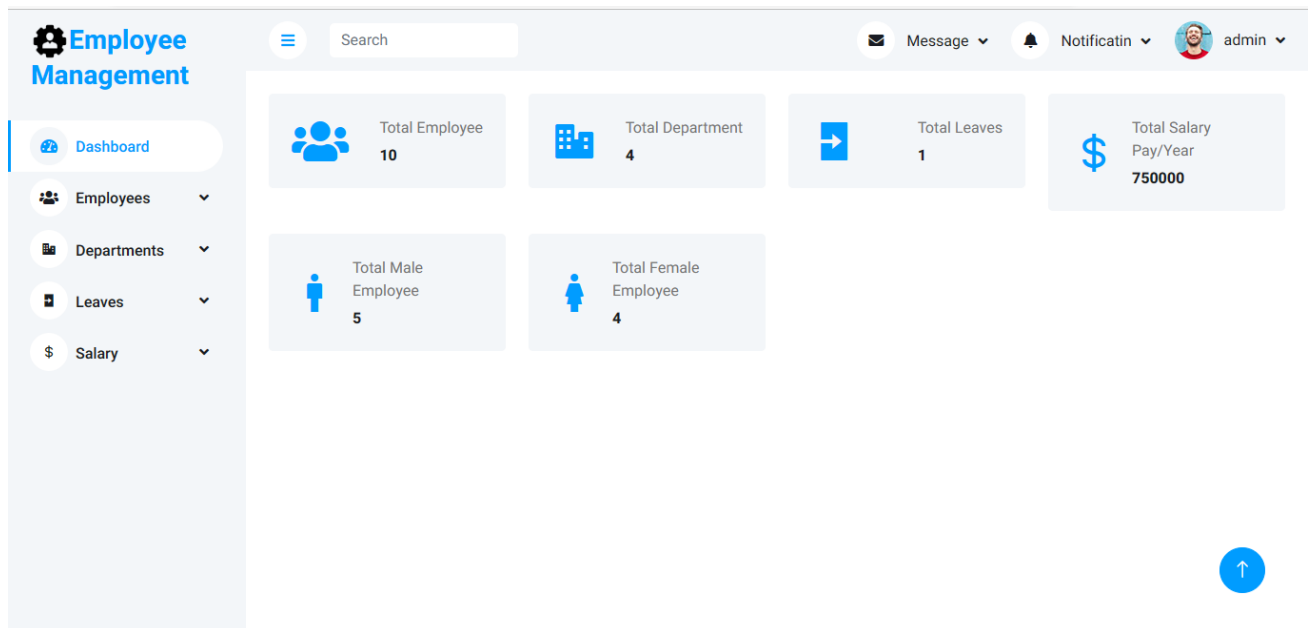 Employee
Management
Search
Message
Notificatin
admin
Dashboard
Employees
Departments
Leaves
$ Salary
Total Employee
10
Total Department
4
Total Leaves
1
$
Total Salary
Pay/Year
750000
Total Male
Employee
5
Total Female
Employee
4